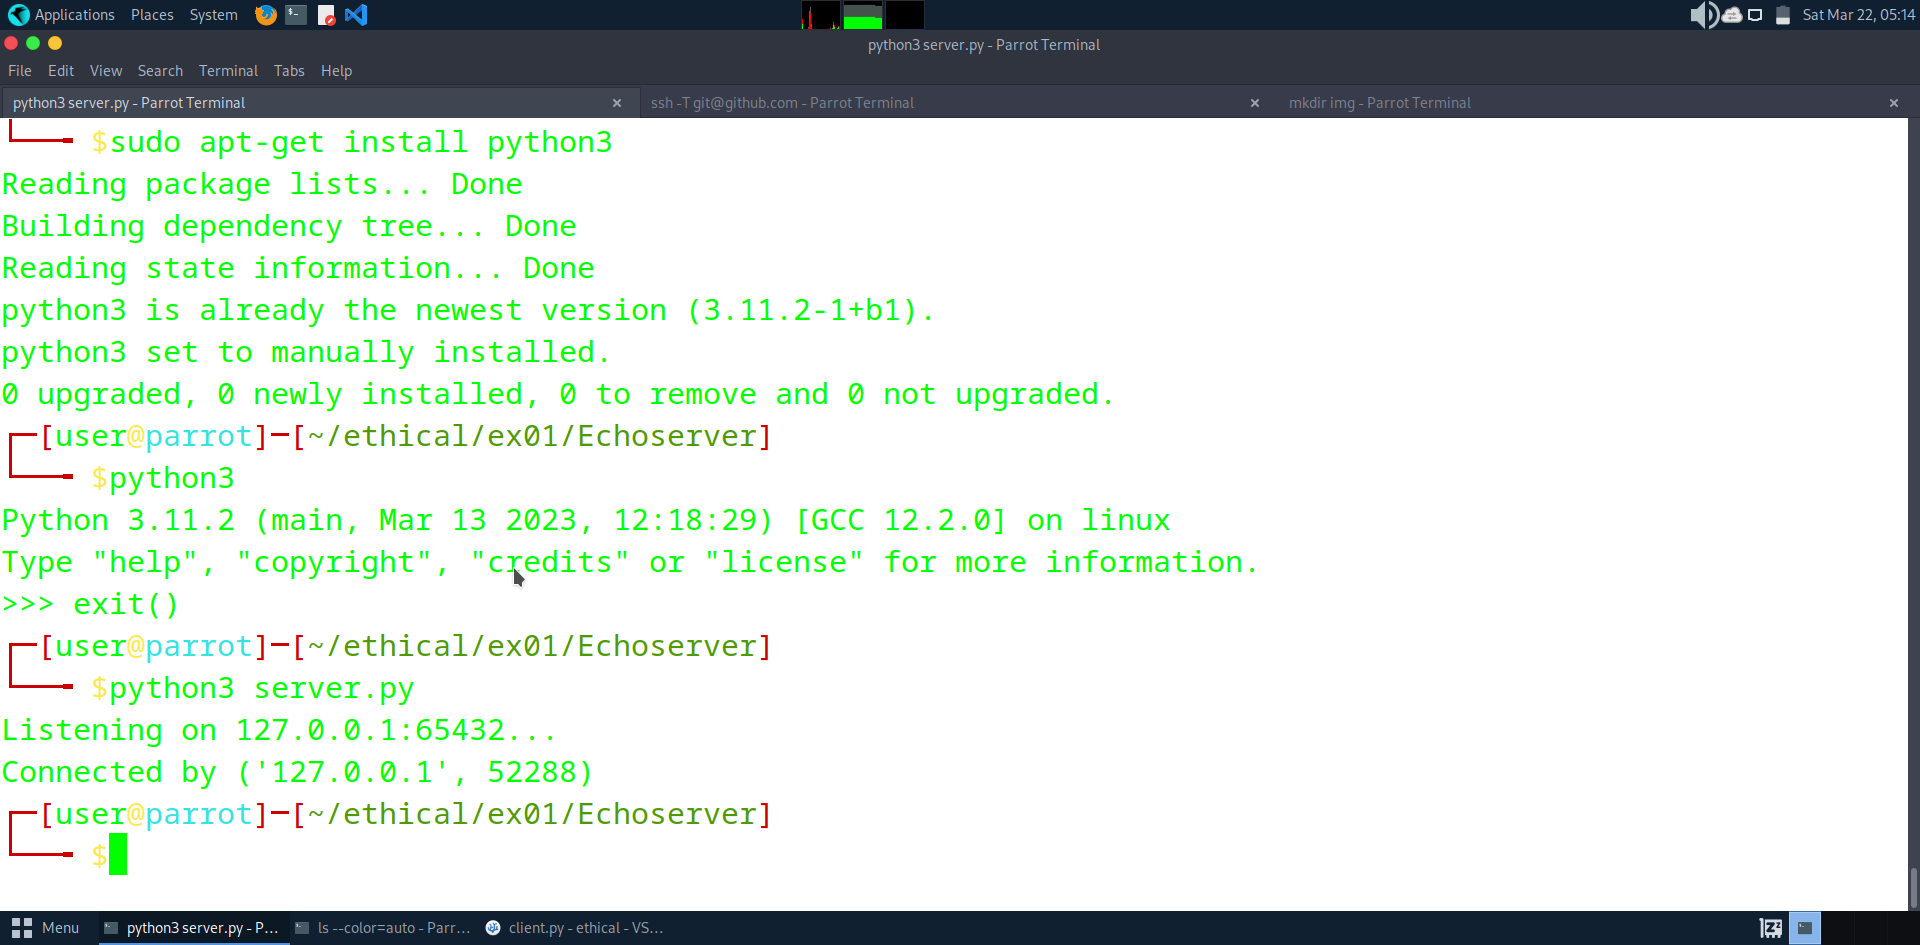 Applications Places System
Sat Mar 22, 05:14
python3 server.py - Parrot Terminal
File Edit View Search Terminal Tabs Help
python3 server.py - Parrot Terminal × ssh -T git@github.com - Parrot Terminal × mkdir img - Parrot Terminal ×
$sudo apt-get install python3
Reading package lists... Done
Building dependency tree... Done
Reading state information... Done
python3 is already the newest version (3.11.2-1+b1).
python3 set to manually installed.
0 upgraded, 0 newly installed, 0 to remove and 0 not upgraded.
┌─[user@parrot]─[~/ethical/ex01/Echoserver]
└──╼ $python3
Python 3.11.2 (main, Mar 13 2023, 12:18:29) [GCC 12.2.0] on linux
Type "help", "copyright", "credits" or "license" for more information.
>>> exit()
┌─[user@parrot]─[~/ethical/ex01/Echoserver]
└──╼ $python3 server.py
Listening on 127.0.0.1:65432...
Connected by ('127.0.0.1', 52288)
┌─[user@parrot]─[~/ethical/ex01/Echoserver]
└──╼ $
Menu python3 server.py - P... ls --color=auto - Parr... client.py - ethical - VS...